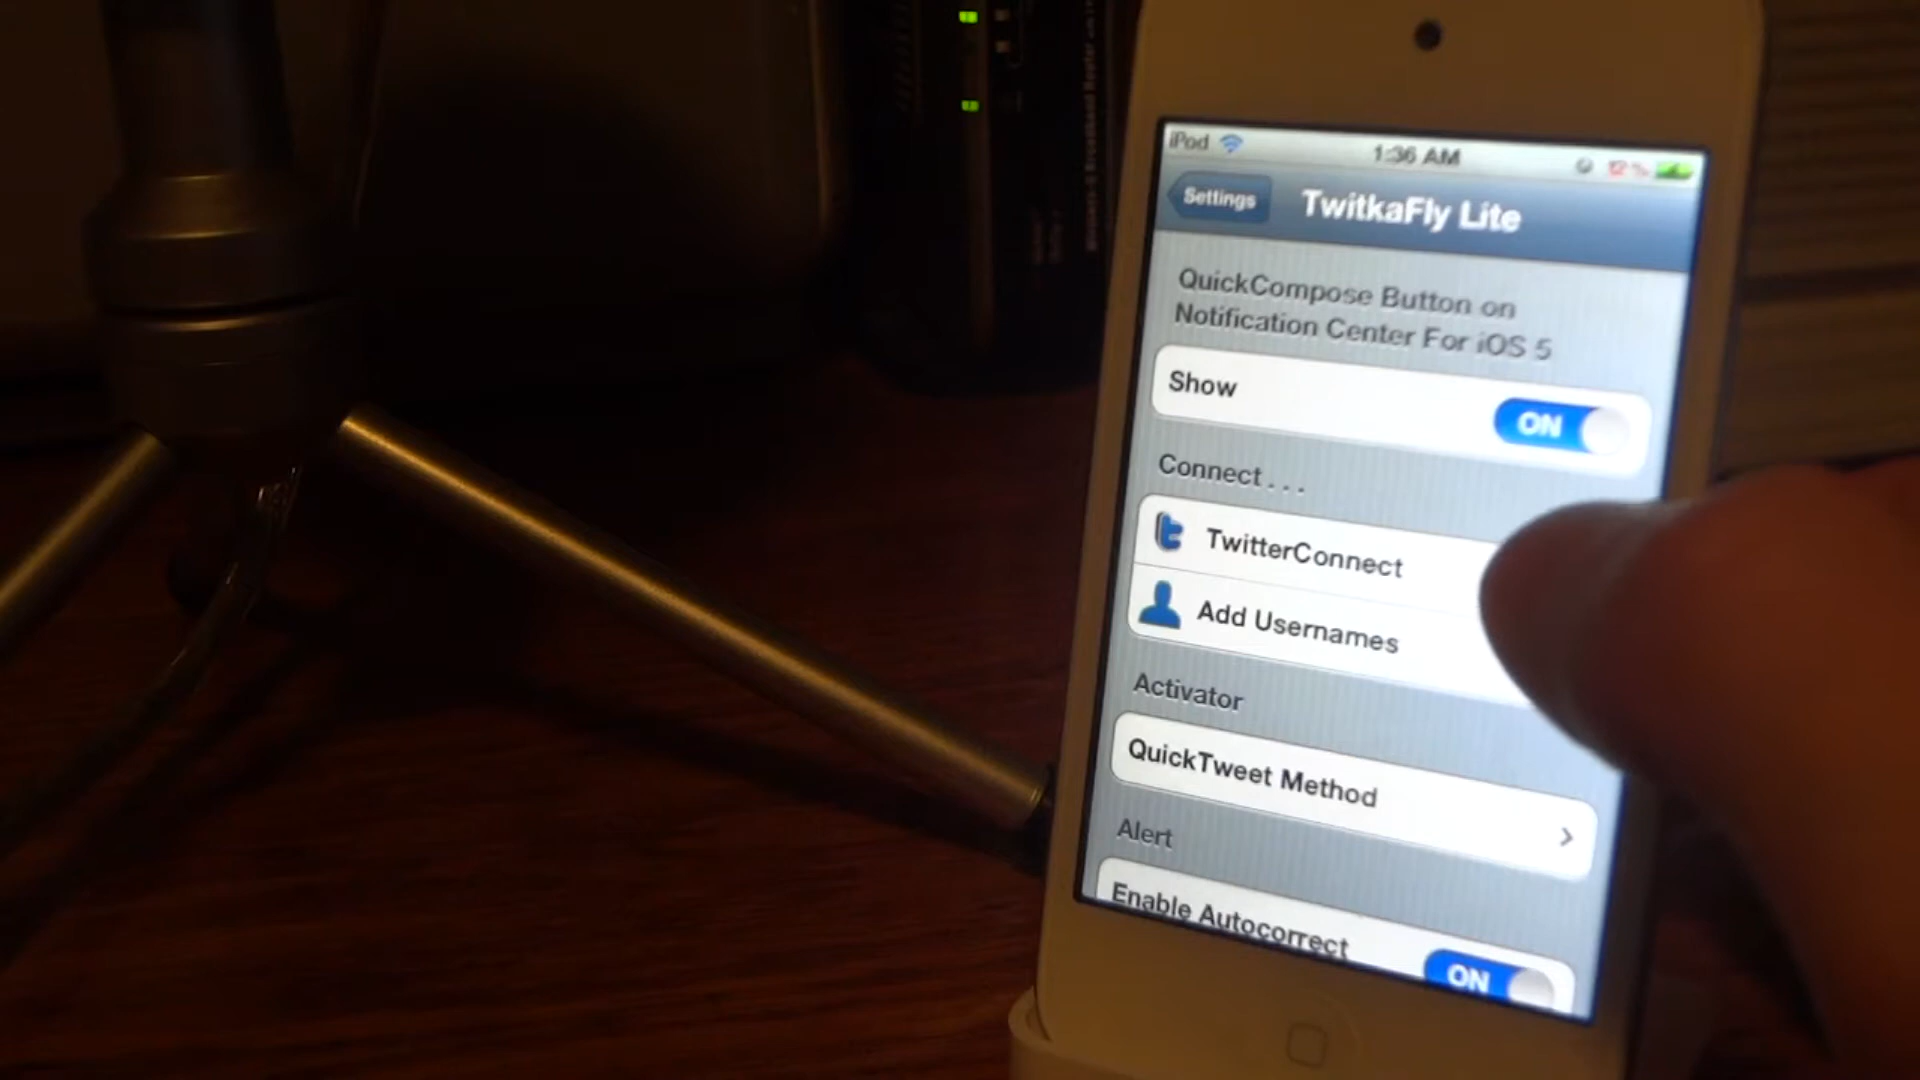 iPod
1:36 AM
Settings
TwitkaFly Lite
QuickCompose Button on
Notification Center For iOS 5
Show
ON
Connect . . .
TwitterConnect
Add Usernames
Activator
QuickTweet Method
Alert
Enable Autocorrect
ON